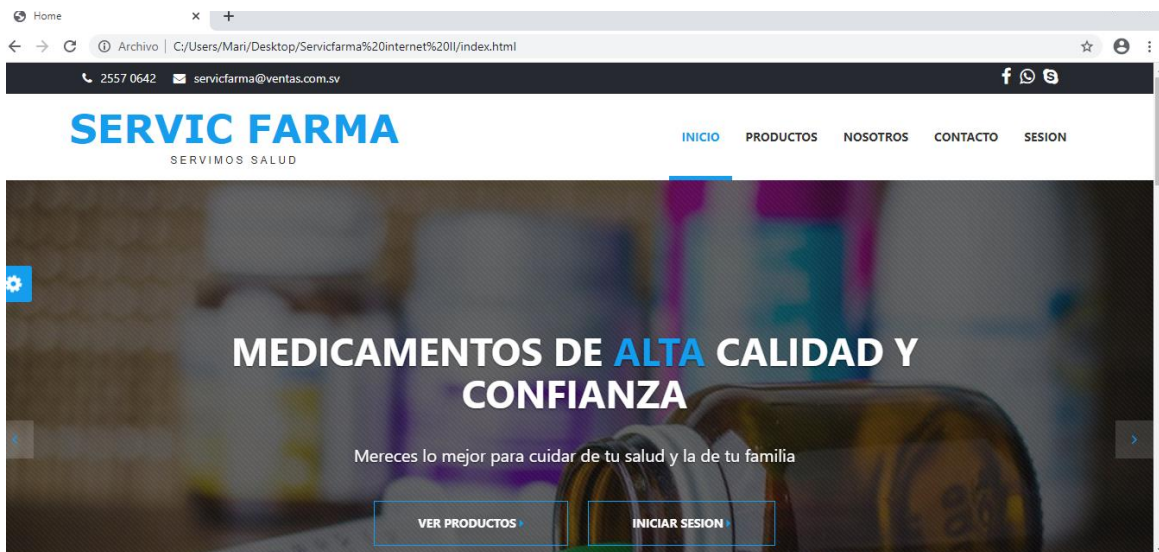 Home
Archivo | C:/Users/Mari/Desktop/Servicfarma%20internet%20II/index.html
2557 0642 servicfarma@ventas.com.sv
SERVIC FARMA
SERVIMOS SALUD
INICIO PRODUCTOS NOSOTROS CONTACTO SESION
MEDICAMENTOS DE ALTA CALIDAD Y
CONFIANZA
Mereces lo mejor para cuidar de tu salud y la de tu familia
VER PRODUCTOS INICIAR SESION